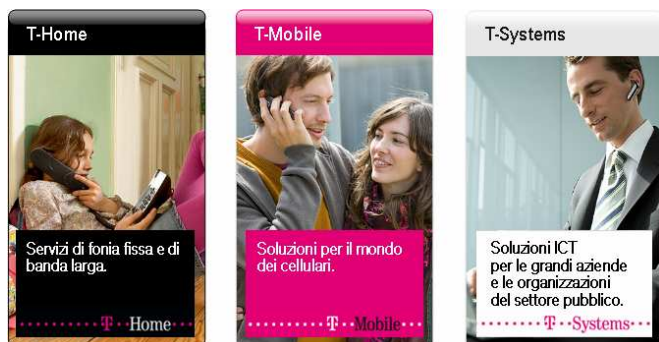 T-Home
Servizi di fonia fissa e di
banda larga.
T··Home
T-Mobile
Soluzioni per il mondo
dei cellulari.
T··Mobile
T-Systems
Soluzioni ICT
per le grandi aziende
e le organizzazioni
del settore pubblico.
T··Systems